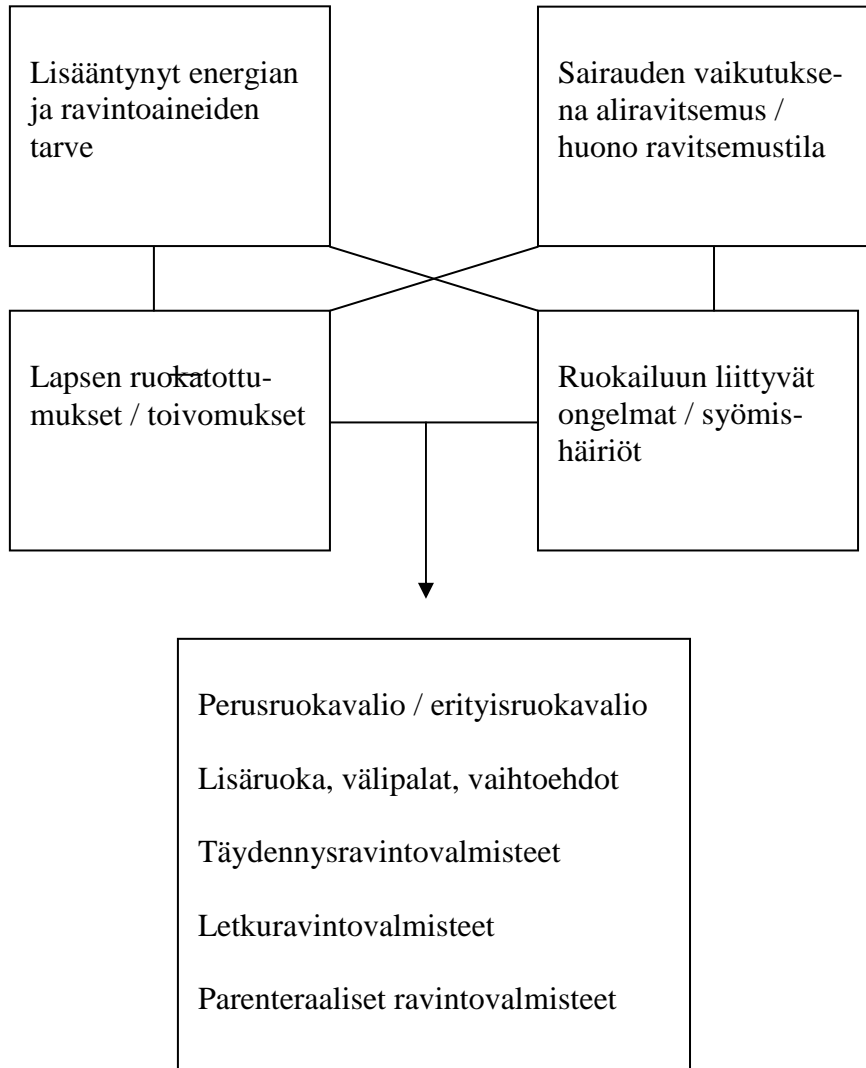 Lisääntynyt energian
ja ravintoaineiden
tarve
Sairauden vaikutukse-
na aliravitsemus /
huono ravitsemustila
Lapsen ruokatottu-
mukset / toivomukset
Ruokailuun liittyvät
ongelmat / syömis-
häiriöt
Perusruokavalio / erityisruokavalio
Lisäruoka, välipalat, vaihtoehdot
Täydennysravintovalmisteet
Letkuravintovalmisteet
Parenteraaliset ravintovalmisteet